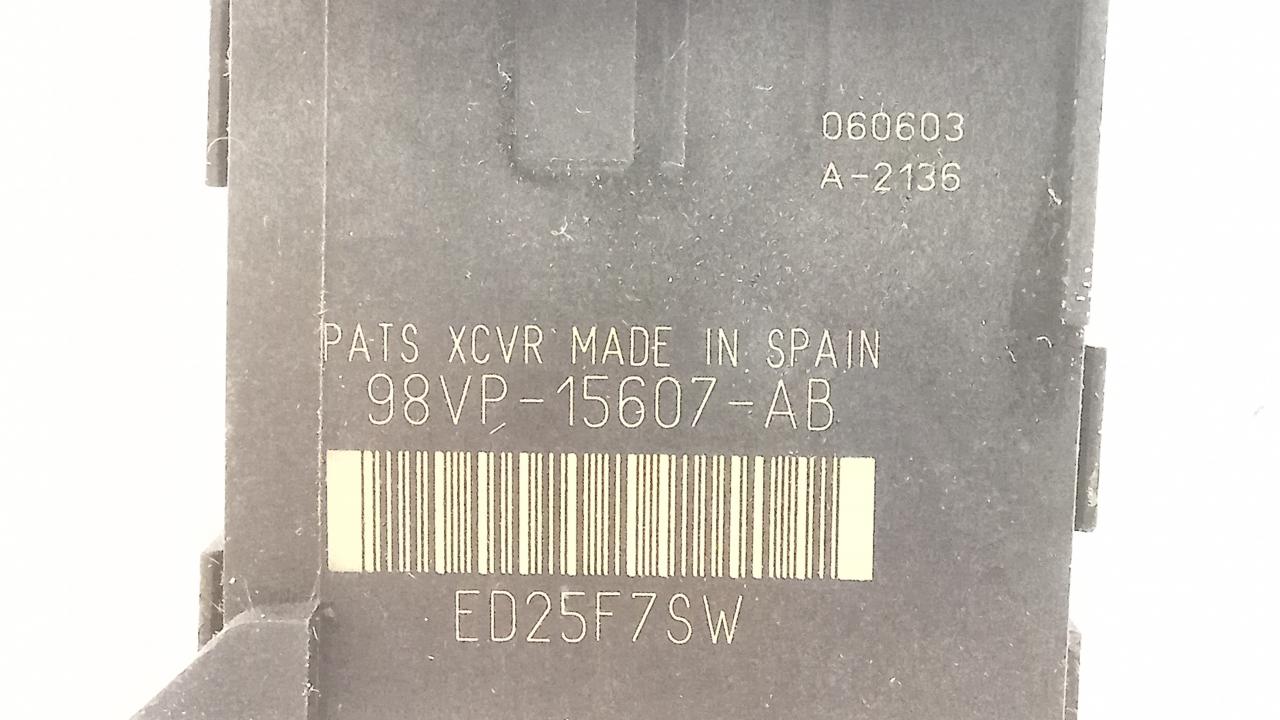 060603
A-2136
PATS XCVR MADE IN SPAIN
98VP-15607-AB
ED25F7SW